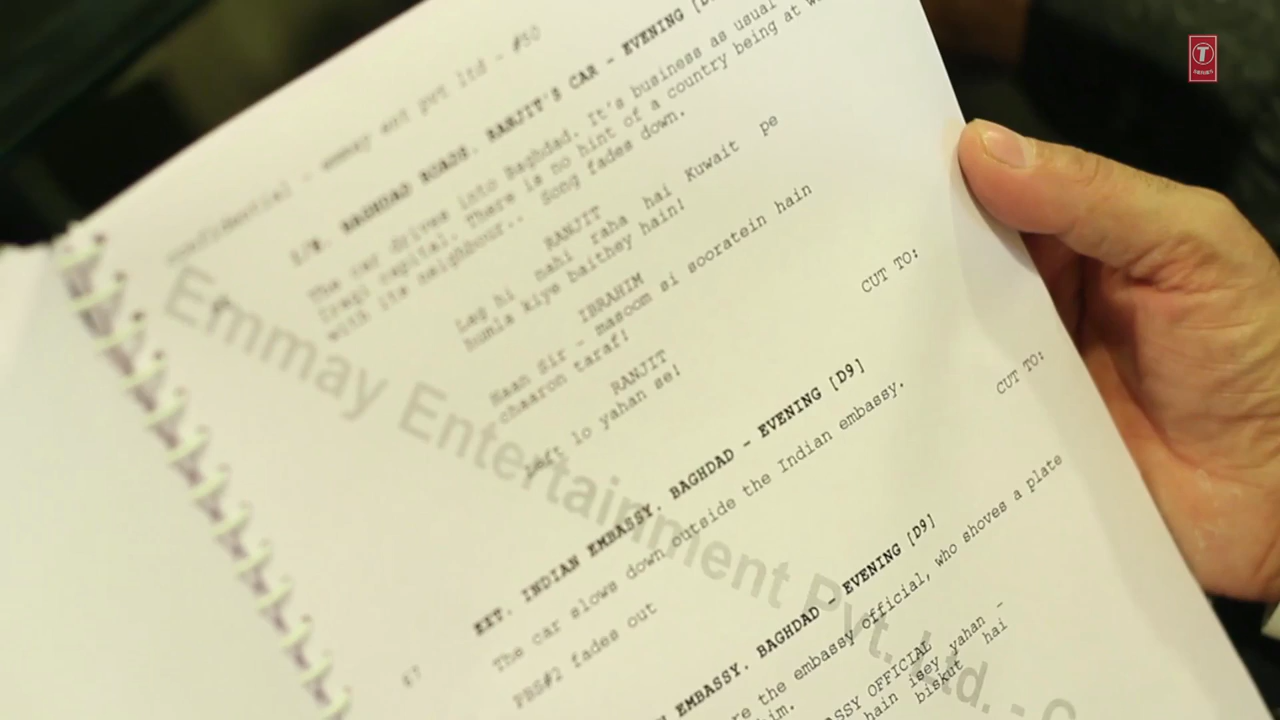 confidential - emmay ent pvt ltd - #50
I/E. BAGHDAD ROADS. RANJIT'S CAR - EVENING
The car drives into Baghdad. It's business as usual
Iraqi capital. There is no hint of a country being at
with its neighbour.. Song fades down.
RANJIT
Lag hi nahi raha hai Kuwait pe
humla kiye baithey hain!
IBRAHIM
Haan Sir - masoom si sooratein hain
chaaron taraf!
RANJIT
Left lo yahan se!
CUT TO:
EXT. INDIAN EMBASSY. BAGHDAD - EVENING [D9]
The car slows down outside the Indian embassy.
PBS#2 fades out
CUT TO:
67
EMBASSY. BAGHDAD - EVENING [D9]
the embassy official, who shoves a plate
him.
OFFICIAL
hain isey yahan -
biskut hai
Emmay Entertainment Pvt. Ltd. -
T